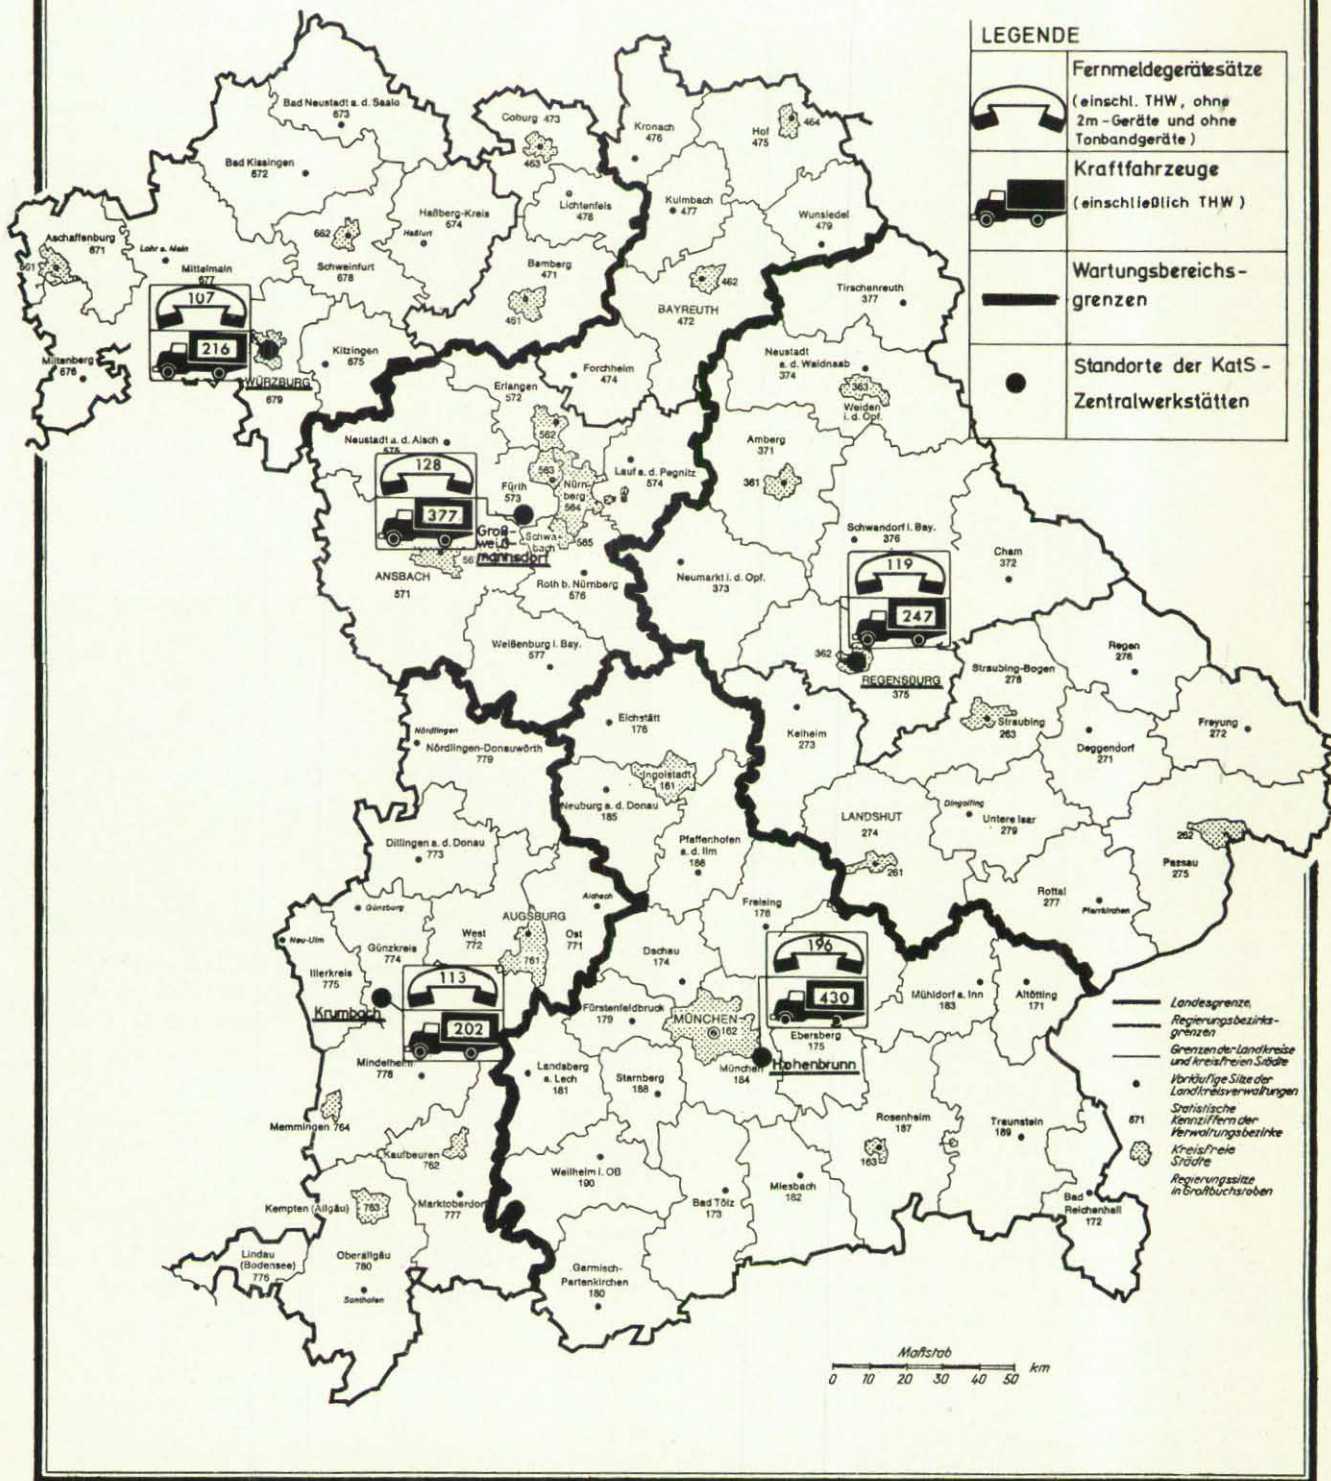 LEGENDE
Fernmeldegerätesätze
(einschl. THW, ohne
2m-Geräte und ohne
Tonbandgeräte)
Kraftfahrzeuge
(einschließlich THW)
Wartungsbereichs-
grenzen
Standorte der KatS-
Zentralwerkstätten
Bad Neustadt a. d. Saale
673
Coburg 473
463
Kronach
476
Hof
475
464
Bad Kissingen
672
Haßberg-Kreis
674
Haßfurt
Lichtenfels
478
Kulmbach
477
Wunsiedel
479
Aschaffenburg
671
Lohr a. Main
Mittelmain
677
662
Schweinfurt
678
Bamberg
471
461
462
BAYREUTH
472
Tirschenreuth
377
107
216
Miltenberg
676
WÜRZBURG
679
Kitzingen
675
Forchheim
474
Neustadt
a. d. Waldnaab
374
363
Weiden
i. d. Opf.
Erlangen
572
562
Neustadt a. d. Aisch
128
377
Fürth
573
563
Nürn-
berg
564
Lauf a. d. Pegnitz
574
Amberg
371
361
Groß-
weiß-
mannsdorf
Schwa-
bach
565
ANSBACH
571
Roth b. Nürnberg
576
Neumarkt i. d. Opf.
373
Schwandorf i. Bay.
376
119
247
Cham
372
Weißenburg i. Bay.
577
362
REGENSBURG
375
Straubing-Bogen
278
Regen
276
Straubing
263
Freyung
272
Deggendorf
271
Nördlingen
Nördlingen-Donauwörth
779
Eichstätt
176
Ingolstadt
161
Kelheim
273
Neuburg a. d. Donau
185
LANDSHUT
274
261
Dingolfing
Untere Isar
279
262
Passau
275
Dillingen a. d. Donau
773
Pfaffenhofen
a. d. Ilm
186
Rottal
277
Pfarrkirchen
Günzburg
Neu-Ulm
Günzkreis
774
West
772
AUGSBURG
761
Aichach
Ost
771
Freising
178
Illerkreis
775
Krumbach
113
202
Dachau
174
196
430
Mühldorf a. Inn
183
Altötting
171
Fürstenfeldbruck
179
MÜNCHEN
162
Ebersberg
175
München
184
Hohenbrunn
Mindelheim
778
Landsberg
a. Lech
181
Starnberg
188
Rosenheim
187
163
Traunstein
189
Memmingen 764
Kaufbeuren
762
Weilheim i. OB
190
Bad Tölz
173
Miesbach
182
Bad
Reichenhall
172
Kempten (Allgäu)
763
Marktoberdorf
777
Lindau
(Bodensee)
776
Oberallgäu
780
Sonthofen
Garmisch-
Partenkirchen
180
Landesgrenze
Regierungsbezirks-
grenzen
Grenzen der Landkreise
und kreisfreien Städte
Vorläufige Sitze der
Landkreisverwaltungen
671
Statistische
Kennziffern der
Verwaltungsbezirke
Kreisfreie
Städte
Regierungssitze
in Großbuchstaben
Maßstab
0 10 20 30 40 50 km